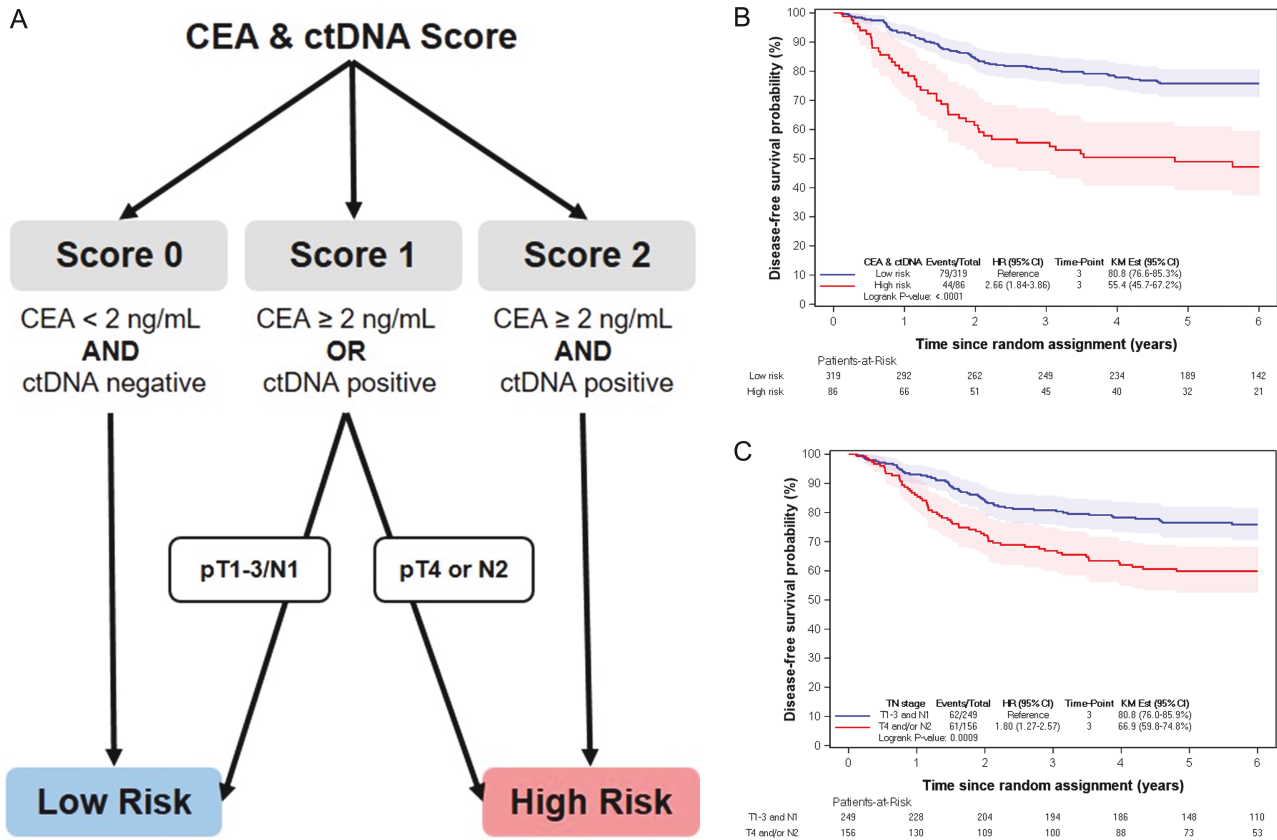 A
CEA & ctDNA Score
Score 0
Score 1
Score 2
CEA < 2 ng/mL
AND
ctDNA negative
CEA ≥ 2 ng/mL
OR
ctDNA positive
CEA ≥ 2 ng/mL
AND
ctDNA positive
pT1-3/N1
pT4 or N2
Low Risk
High Risk
B
Disease-free survival probability (%)
100
90
80
70
60
50
40
30
20
10
0
CEA & ctDNA Events/Total HR (95% CI) Time-Point KM Est (95% CI)
Low risk 79/319 Reference 3 80.8 (76.6-85.3%)
High risk 44/86 2.66 (1.84-3.86) 3 55.4 (45.7-67.2%)
Logrank P-value: <.0001
0 1 2 3 4 5 6
Time since random assignment (years)
Patients-at-Risk
Low risk 319 292 262 249 234 189 142
High risk 86 66 51 45 40 32 21
C
Disease-free survival probability (%)
100
90
80
70
60
50
40
30
20
10
0
TN stage Events/Total HR (95% CI) Time-Point KM Est (95% CI)
T1-3 and N1 62/249 Reference 3 80.8 (76.0-85.9%)
T4 and/or N2 61/156 1.80 (1.27-2.57) 3 66.9 (59.8-74.8%)
Logrank P-value: 0.0009
0 1 2 3 4 5 6
Time since random assignment (years)
Patients-at-Risk
T1-3 and N1 249 228 204 194 186 148 110
T4 and/or N2 156 130 109 100 88 73 53